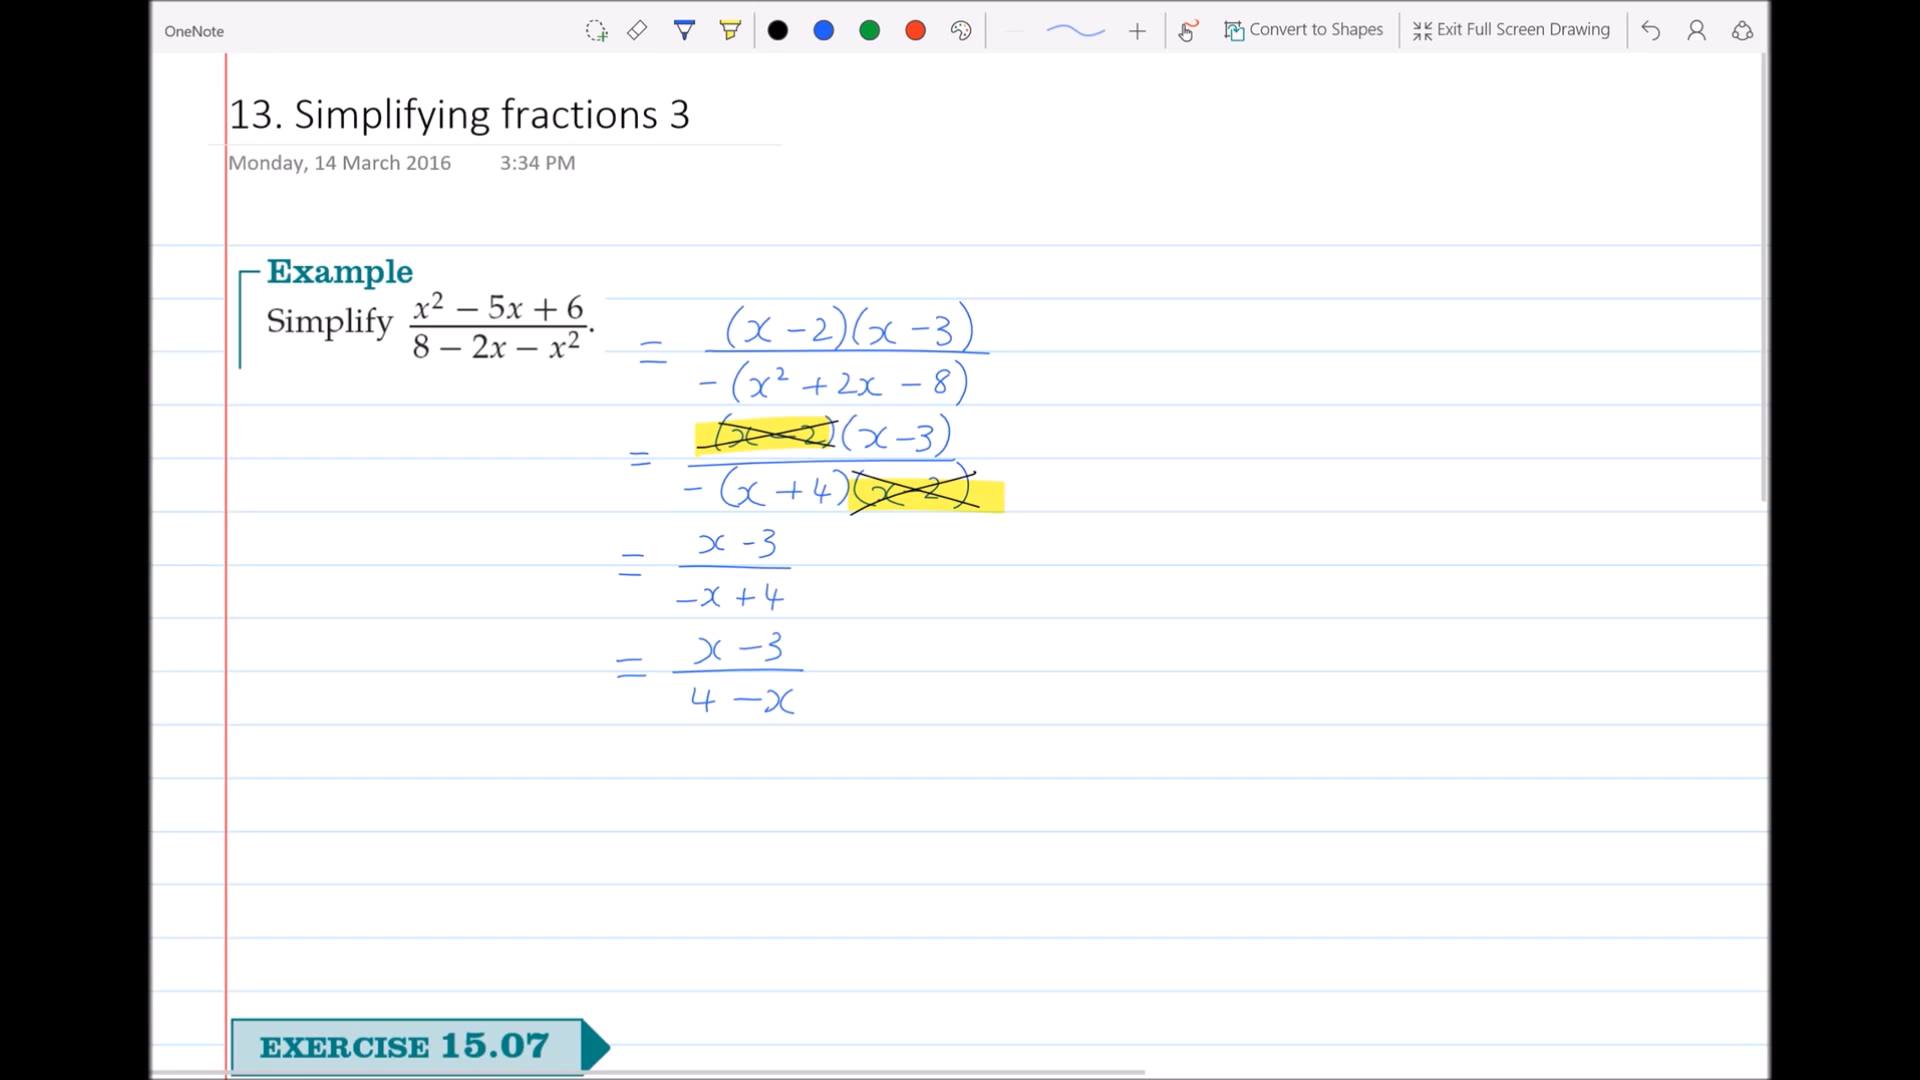 OneNote
Convert to Shapes
Exit Full Screen Drawing
13. Simplifying fractions 3
Monday, 14 March 2016 3:34 PM
Example
Simplify (x² − 5x + 6)/(8 − 2x − x²).
= (x − 2)(x − 3)
−(x² + 2x − 8)
= (x − 2)(x − 3)
−(x + 4)(x − 2)
= x − 3
−x + 4
= x − 3
4 − x
EXERCISE 15.07